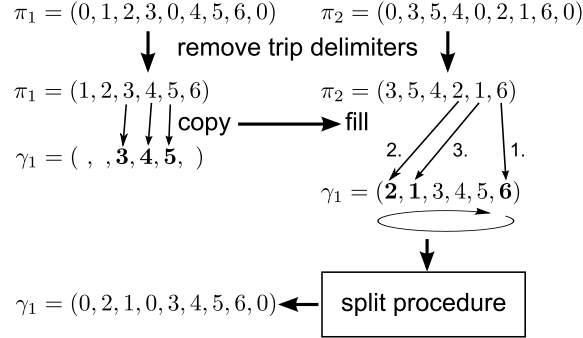 π₁ = (0, 1, 2, 3, 0, 4, 5, 6, 0) π₂ = (0, 3, 5, 4, 0, 2, 1, 6, 0)
remove trip delimiters
π₁ = (1, 2, 3, 4, 5, 6) π₂ = (3, 5, 4, 2, 1, 6)
copy fill
2. 3. 1.
γ₁ = ( , , 3, 4, 5, )
γ₁ = (2, 1, 3, 4, 5, 6)
γ₁ = (0, 2, 1, 0, 3, 4, 5, 6, 0) split procedure